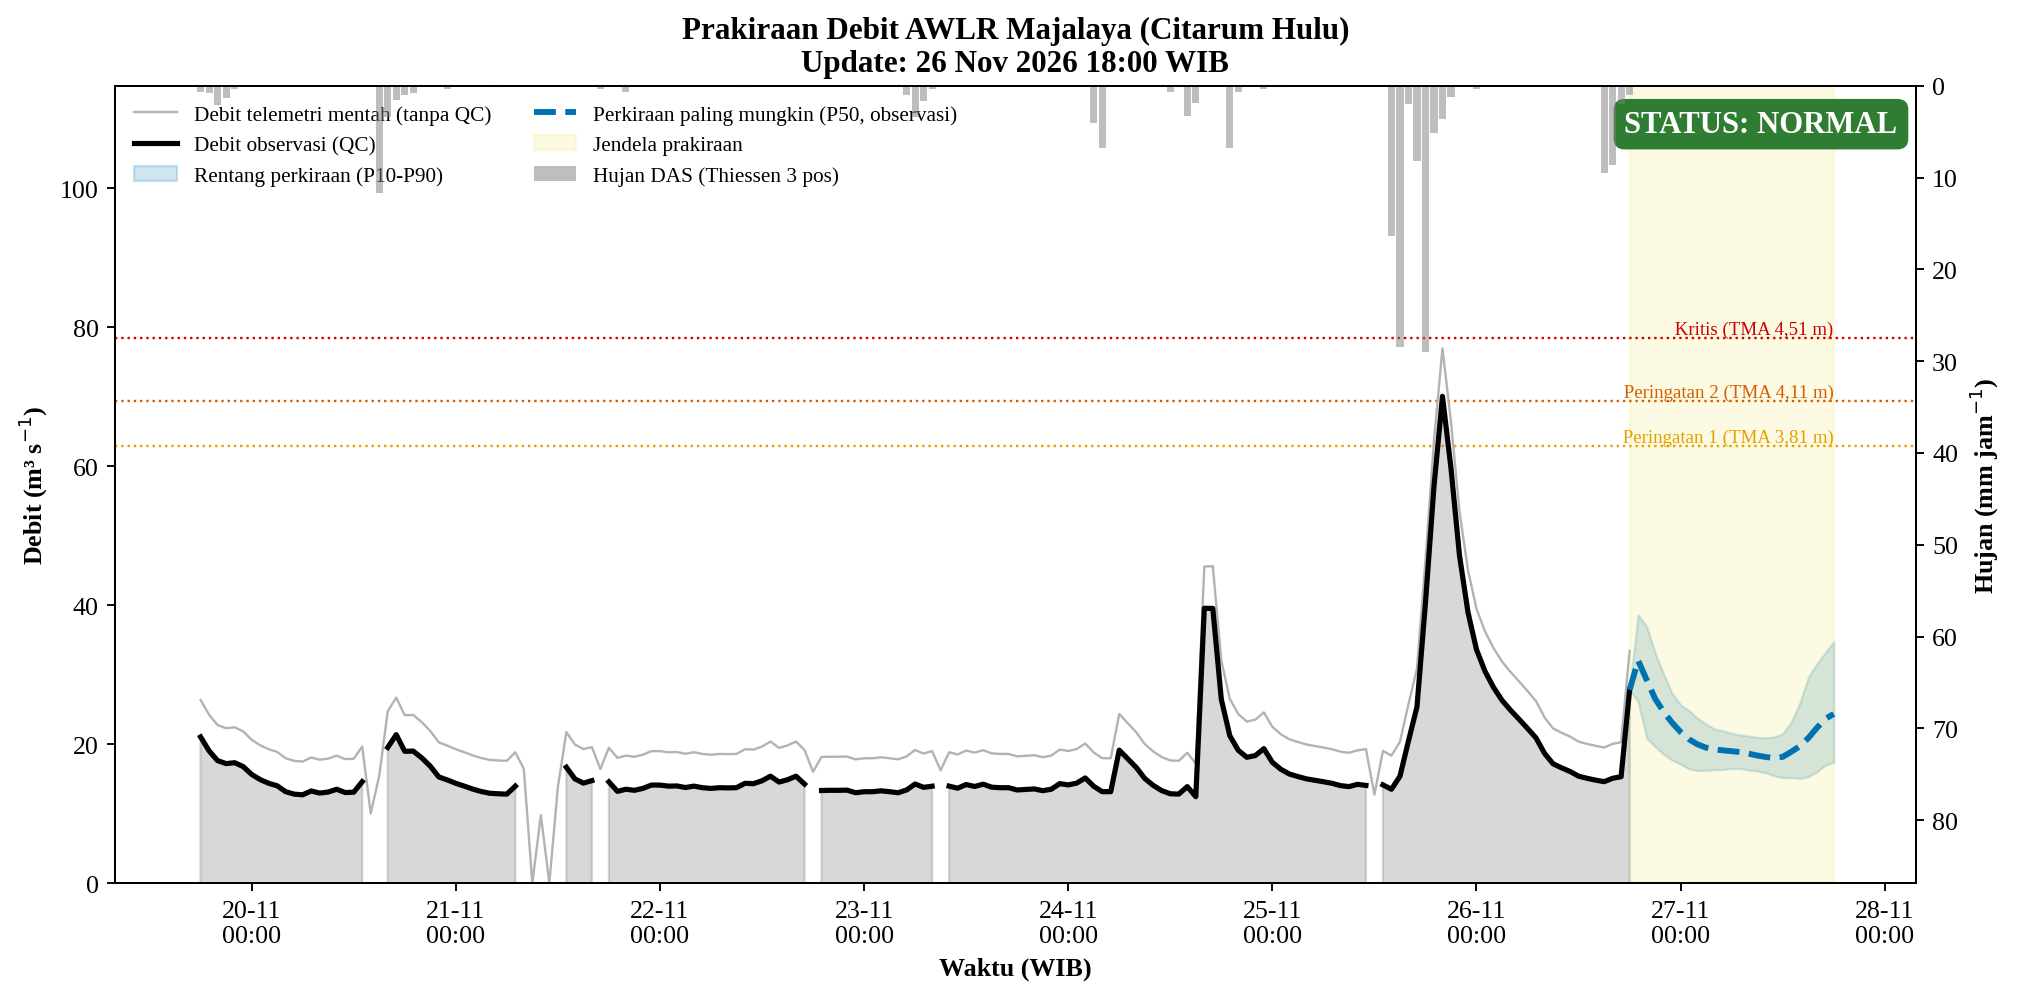 Prakiraan Debit AWLR Majalaya (Citarum Hulu)
Update: 26 Nov 2026 18:00 WIB
Debit telemetri mentah (tanpa QC)
Debit observasi (QC)
Rentang perkiraan (P10-P90)
Perkiraan paling mungkin (P50, observasi)
Jendela prakiraan
Hujan DAS (Thiessen 3 pos)
STATUS: NORMAL
Kritis (TMA 4,51 m)
Peringatan 2 (TMA 4,11 m)
Peringatan 1 (TMA 3,81 m)
Debit (m³ s⁻¹)
100
80
60
40
20
0
Hujan (mm jam⁻¹)
0
10
20
30
40
50
60
70
80
20-11
00:00
21-11
00:00
22-11
00:00
23-11
00:00
24-11
00:00
25-11
00:00
26-11
00:00
27-11
00:00
28-11
00:00
Waktu (WIB)